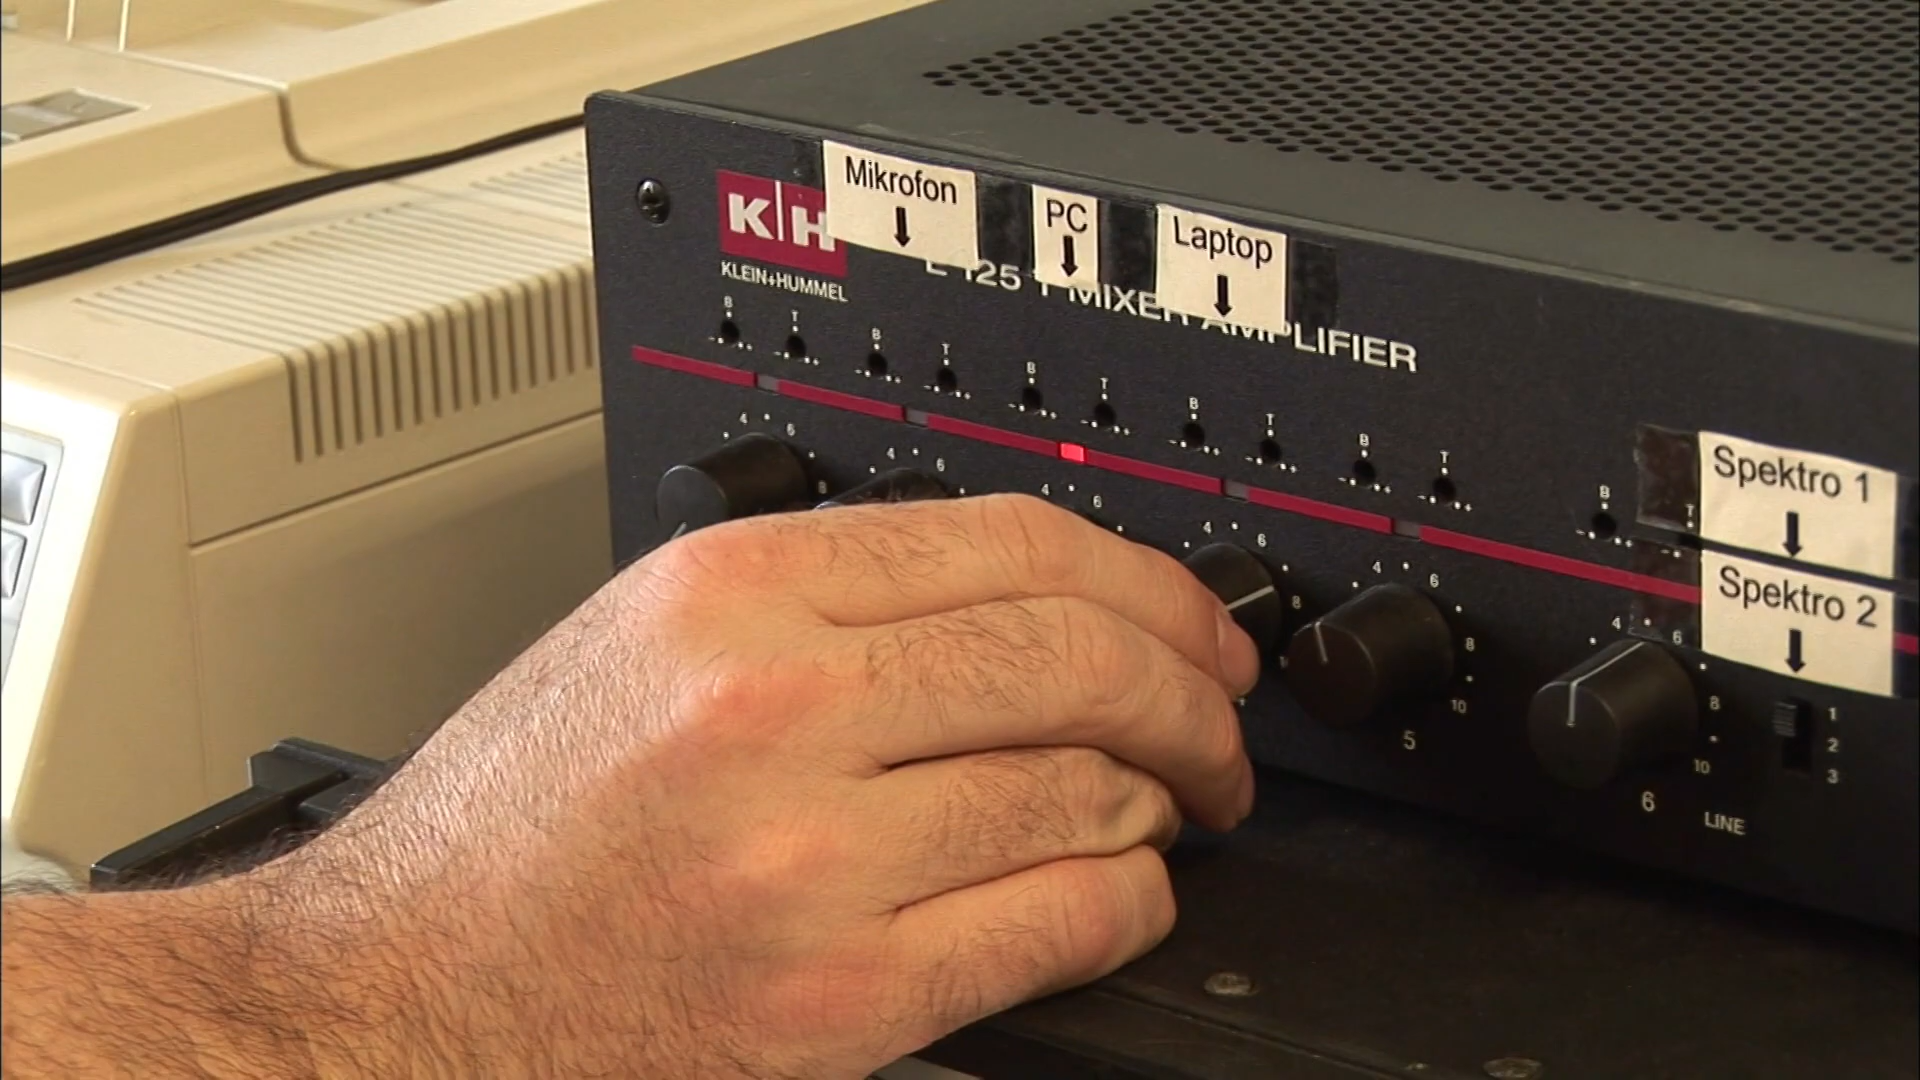 Mikrofon
PC
Laptop
K|H
KLEIN+HUMMEL
125 T MIXER AMPLIFIER
B T B T B T B T B T B T
Spektro 1
Spektro 2
4 6 8
4 6
4 6
4 6 8
4 6 8 10
4 6 8 10
1
2
3
5
6
LINE